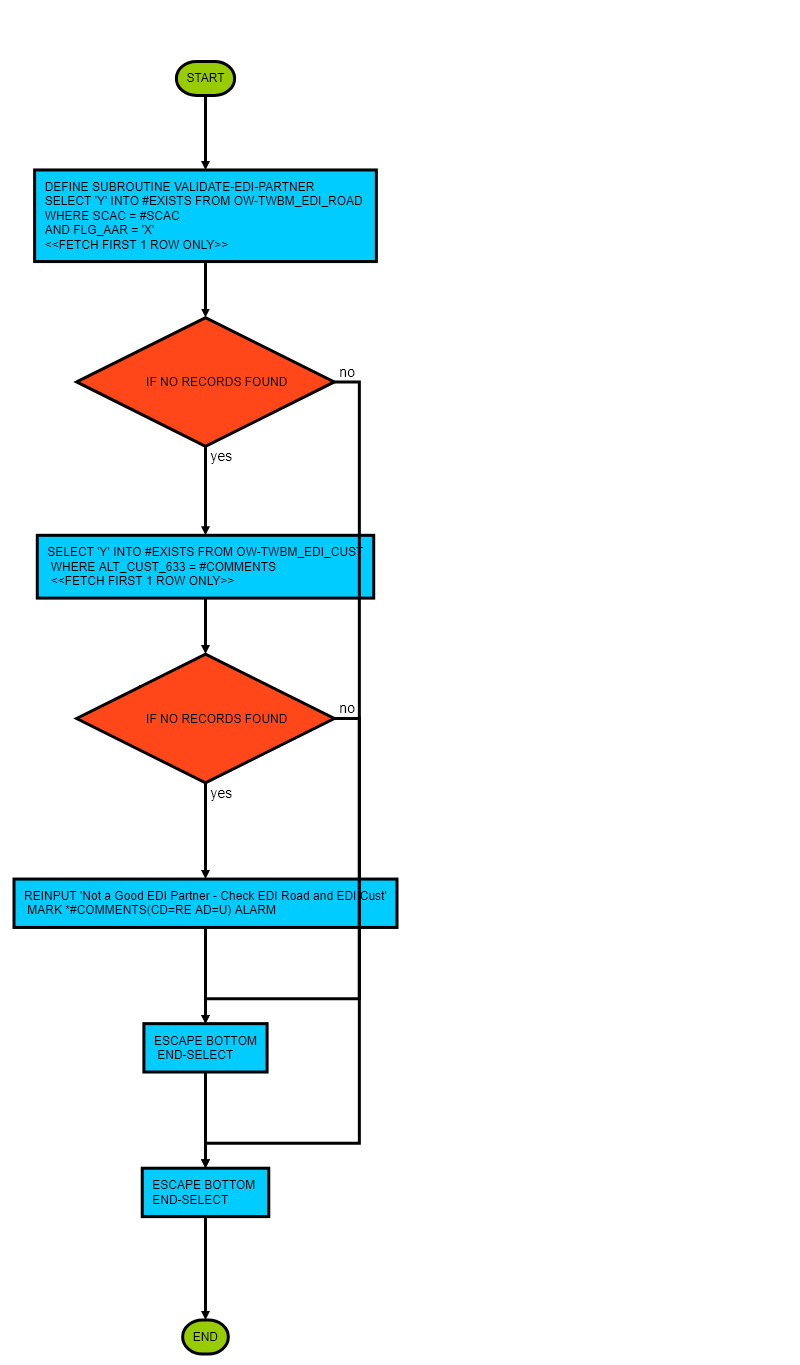 START
DEFINE SUBROUTINE VALIDATE-EDI-PARTNER
SELECT 'Y' INTO #EXISTS FROM OW-TWBM_EDI_ROAD
WHERE SCAC = #SCAC
AND FLG_AAR = 'X'
<<FETCH FIRST 1 ROW ONLY>>
IF NO RECORDS FOUND
no
yes
SELECT 'Y' INTO #EXISTS FROM OW-TWBM_EDI_CUST
WHERE ALT_CUST_633 = #COMMENTS
<<FETCH FIRST 1 ROW ONLY>>
IF NO RECORDS FOUND
no
yes
REINPUT 'Not a Good EDI Partner - Check EDI Road and EDI Cust'
MARK *#COMMENTS(CD=RE AD=U) ALARM
ESCAPE BOTTOM
END-SELECT
ESCAPE BOTTOM
END-SELECT
END